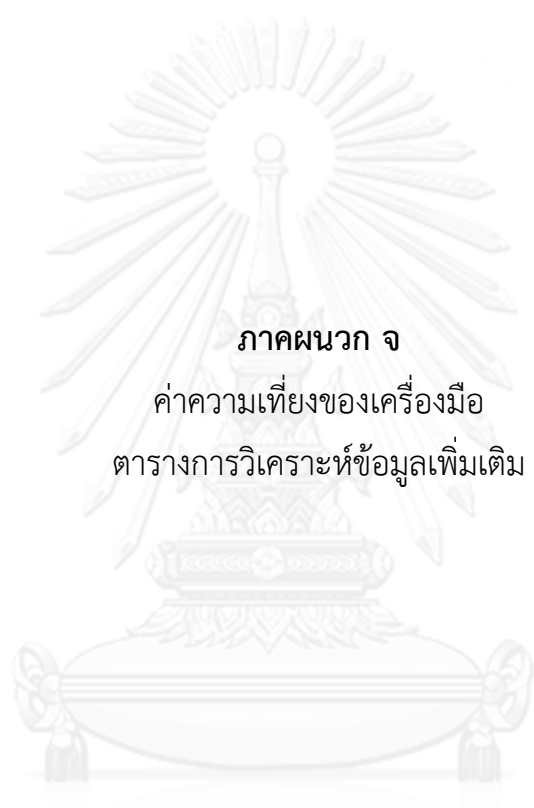 ภาคผนวก จ
ค่าความเที่ยงของเครื่องมือ
ตารางการวิเคราะห์ข้อมูลเพิ่มเติม